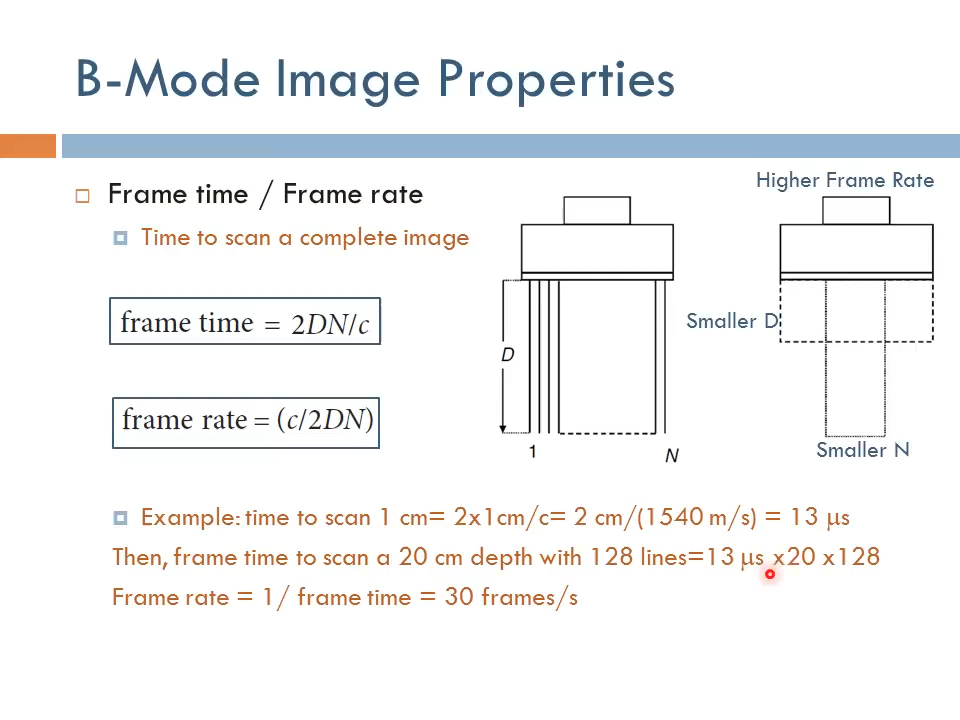 B-Mode Image Properties
Frame time / Frame rate
Time to scan a complete image
frame time = 2DN/c
frame rate = (c/2DN)
D
1
N
Higher Frame Rate
Smaller D
Smaller N
Example: time to scan 1 cm= 2x1cm/c= 2 cm/(1540 m/s) = 13 µs
Then, frame time to scan a 20 cm depth with 128 lines=13 µs x20 x128
Frame rate = 1/ frame time = 30 frames/s